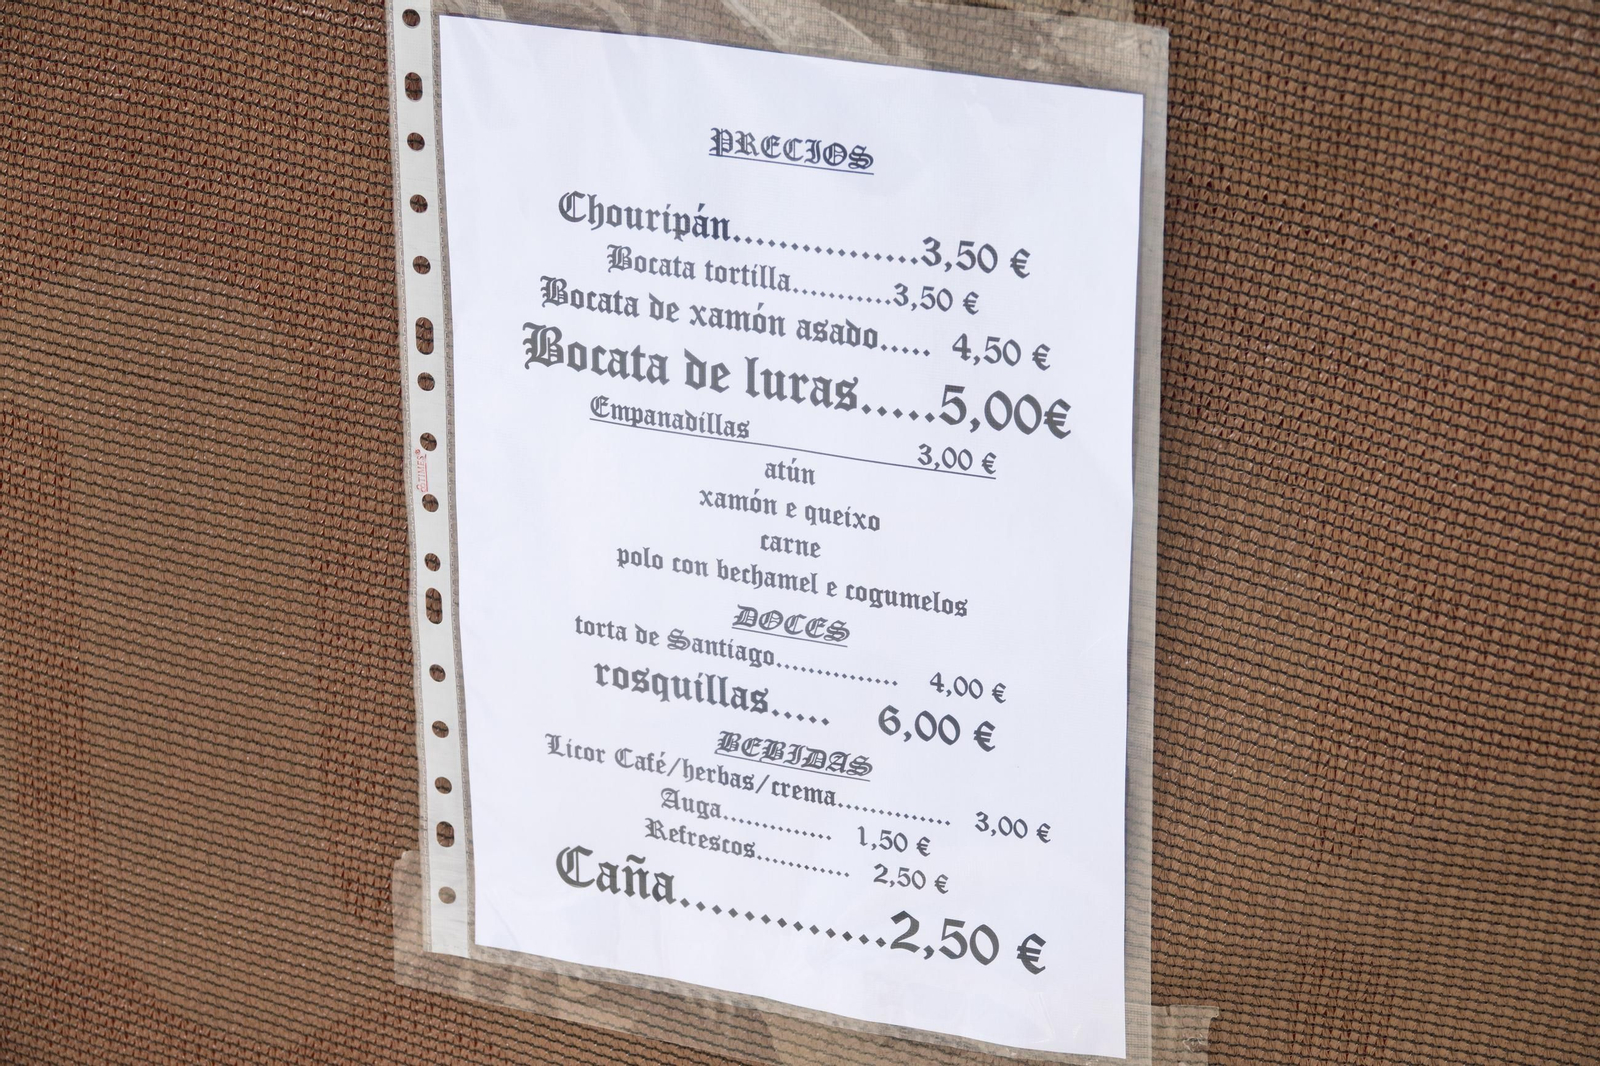 PRECIOS
Chouripán................3,50 €
Bocata tortilla...........3,50 €
Bocata de xamón asado..... 4,50 €
Bocata de luras.....5,00€
Empanadillas 3,00 €
atún
xamón e queixo
carne
polo con bechamel e cogumelos
DOCES
torta de Santiago.............. 4,00 €
rosquillas..... 6,00 €
BEBIDAS
Licor Café/herbas/crema............. 3,00 €
Auga.............. 1,50 €
Refrescos........... 2,50 €
Caña.............2,50 €